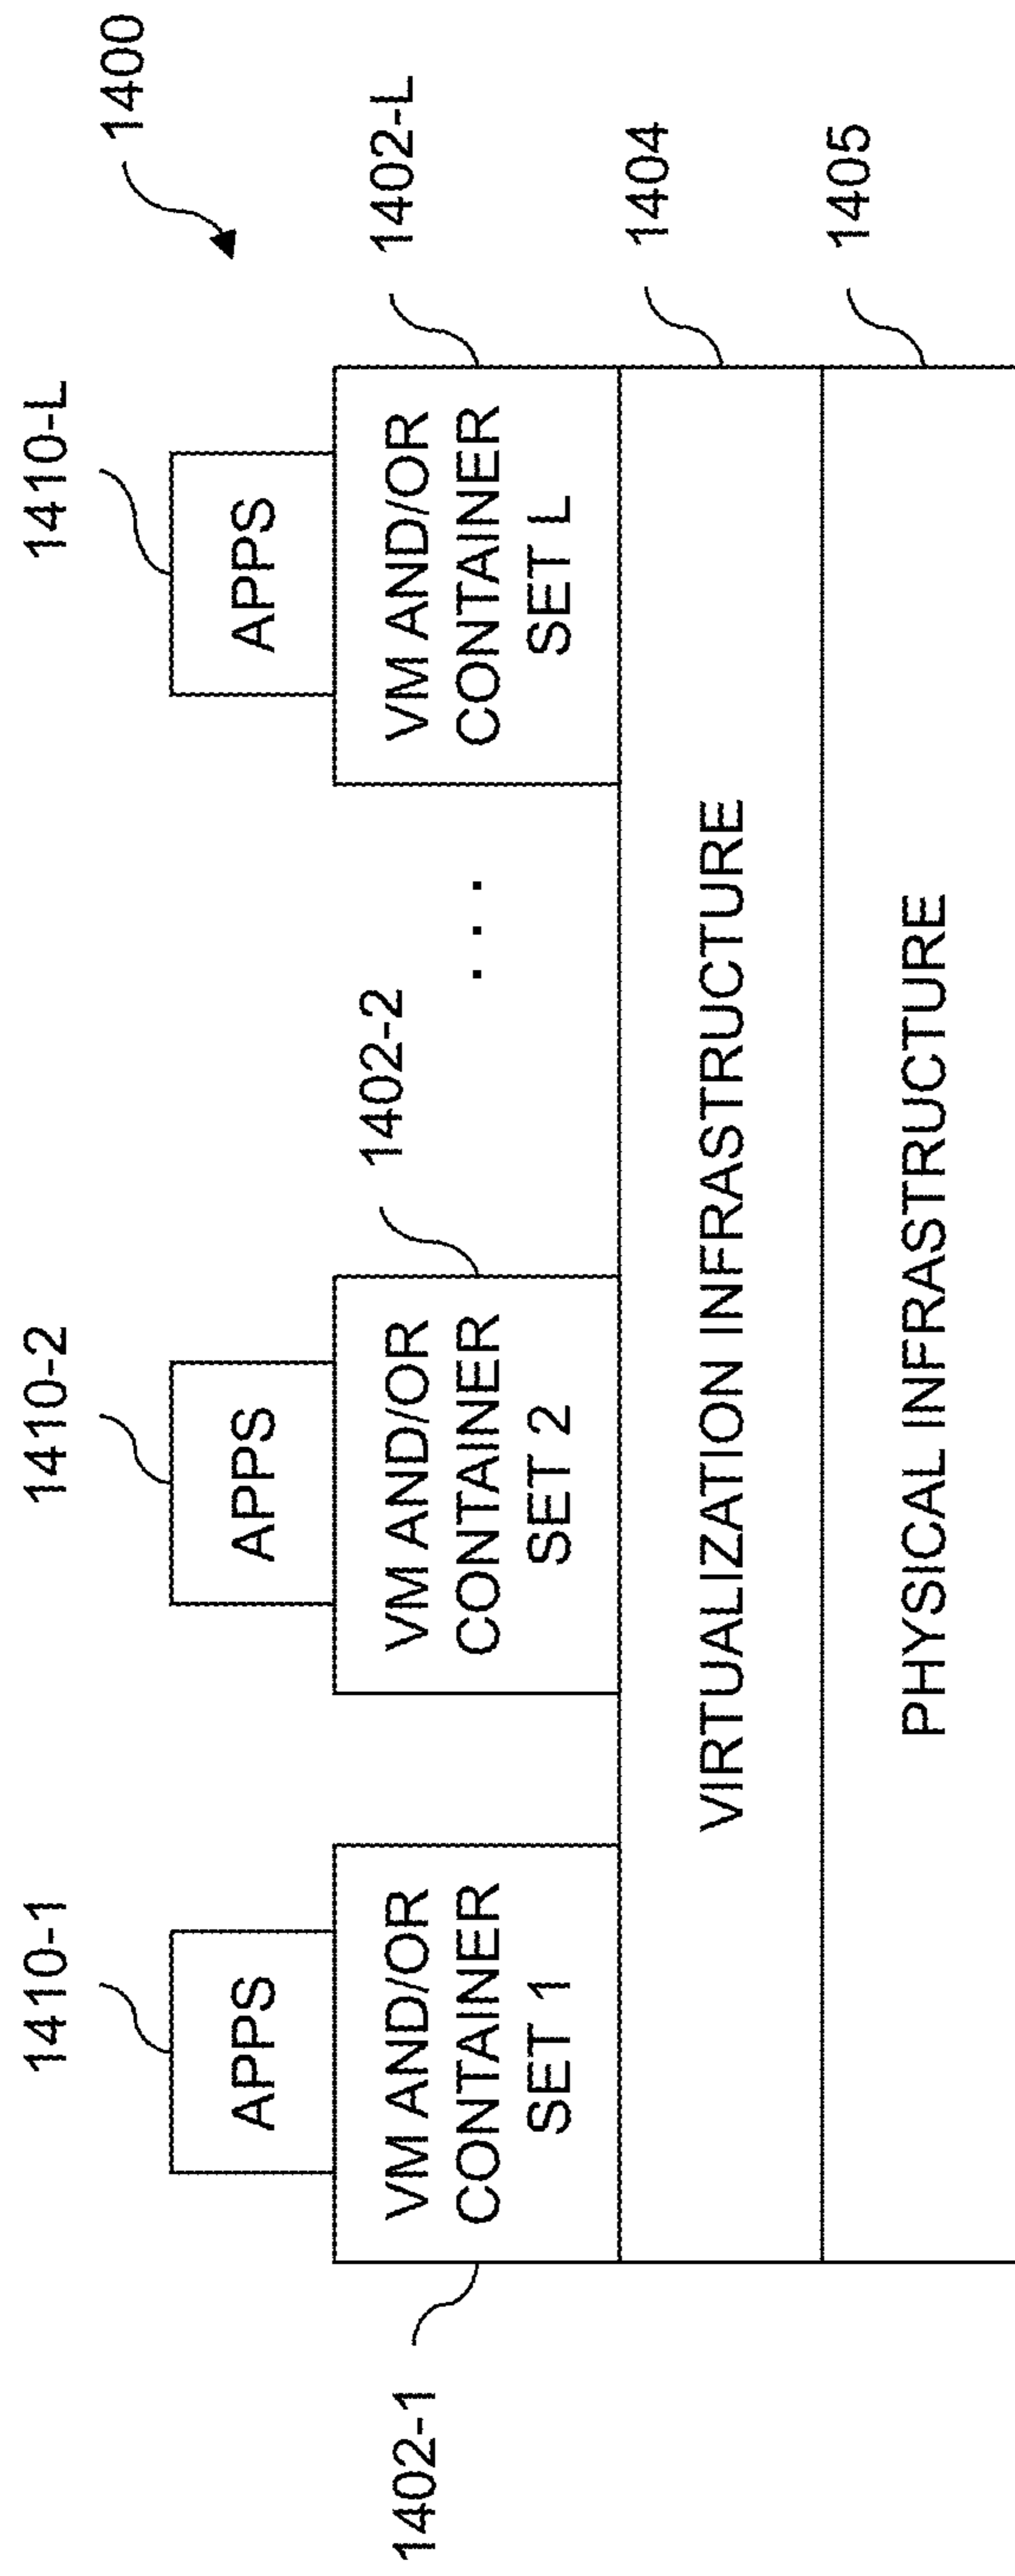 1400
1410-1
1410-2
1410-L
APPS
APPS
APPS
1402-1
VM AND/OR
CONTAINER
SET 1
1402-2
VM AND/OR
CONTAINER
SET 2
. . .
1402-L
VM AND/OR
CONTAINER
SET L
VIRTUALIZATION INFRASTRUCTURE
1404
PHYSICAL INFRASTRUCTURE
1405